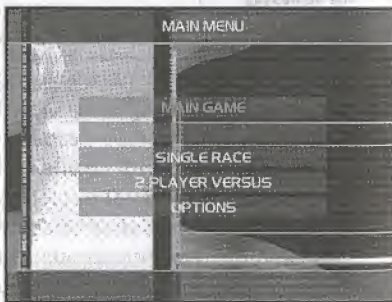 MAIN MENU
MAIN GAME
SINGLE RACE
2 PLAYER VERSUS
OPTIONS